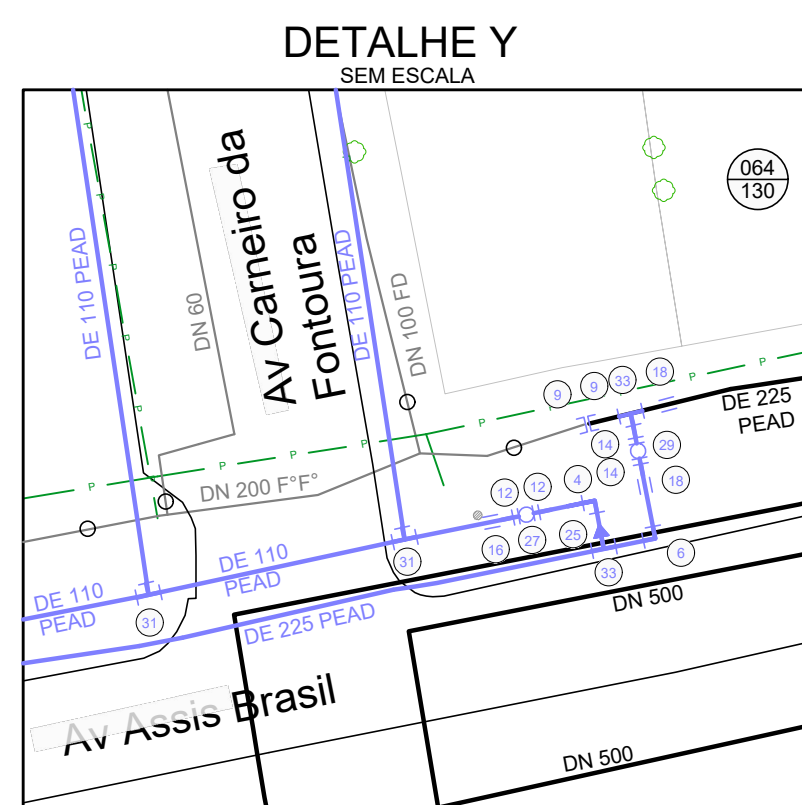 DETALHE Y
SEM ESCALA
064
130
Av Carneiro da
Fontoura
DE 110 PEAD
DN 60
DE 110 PEAD
DN 100 FD
P
P
P
P
P
P
P
P
P
P
P
DE 225
PEAD
9
9
33
18
14
29
14
18
4
12
12
16
27
25
33
6
31
31
DN 200 F°F°
DE 110
PEAD
DE 110
PEAD
DE 225 PEAD
DN 500
Av Assis Brasil
DN 500